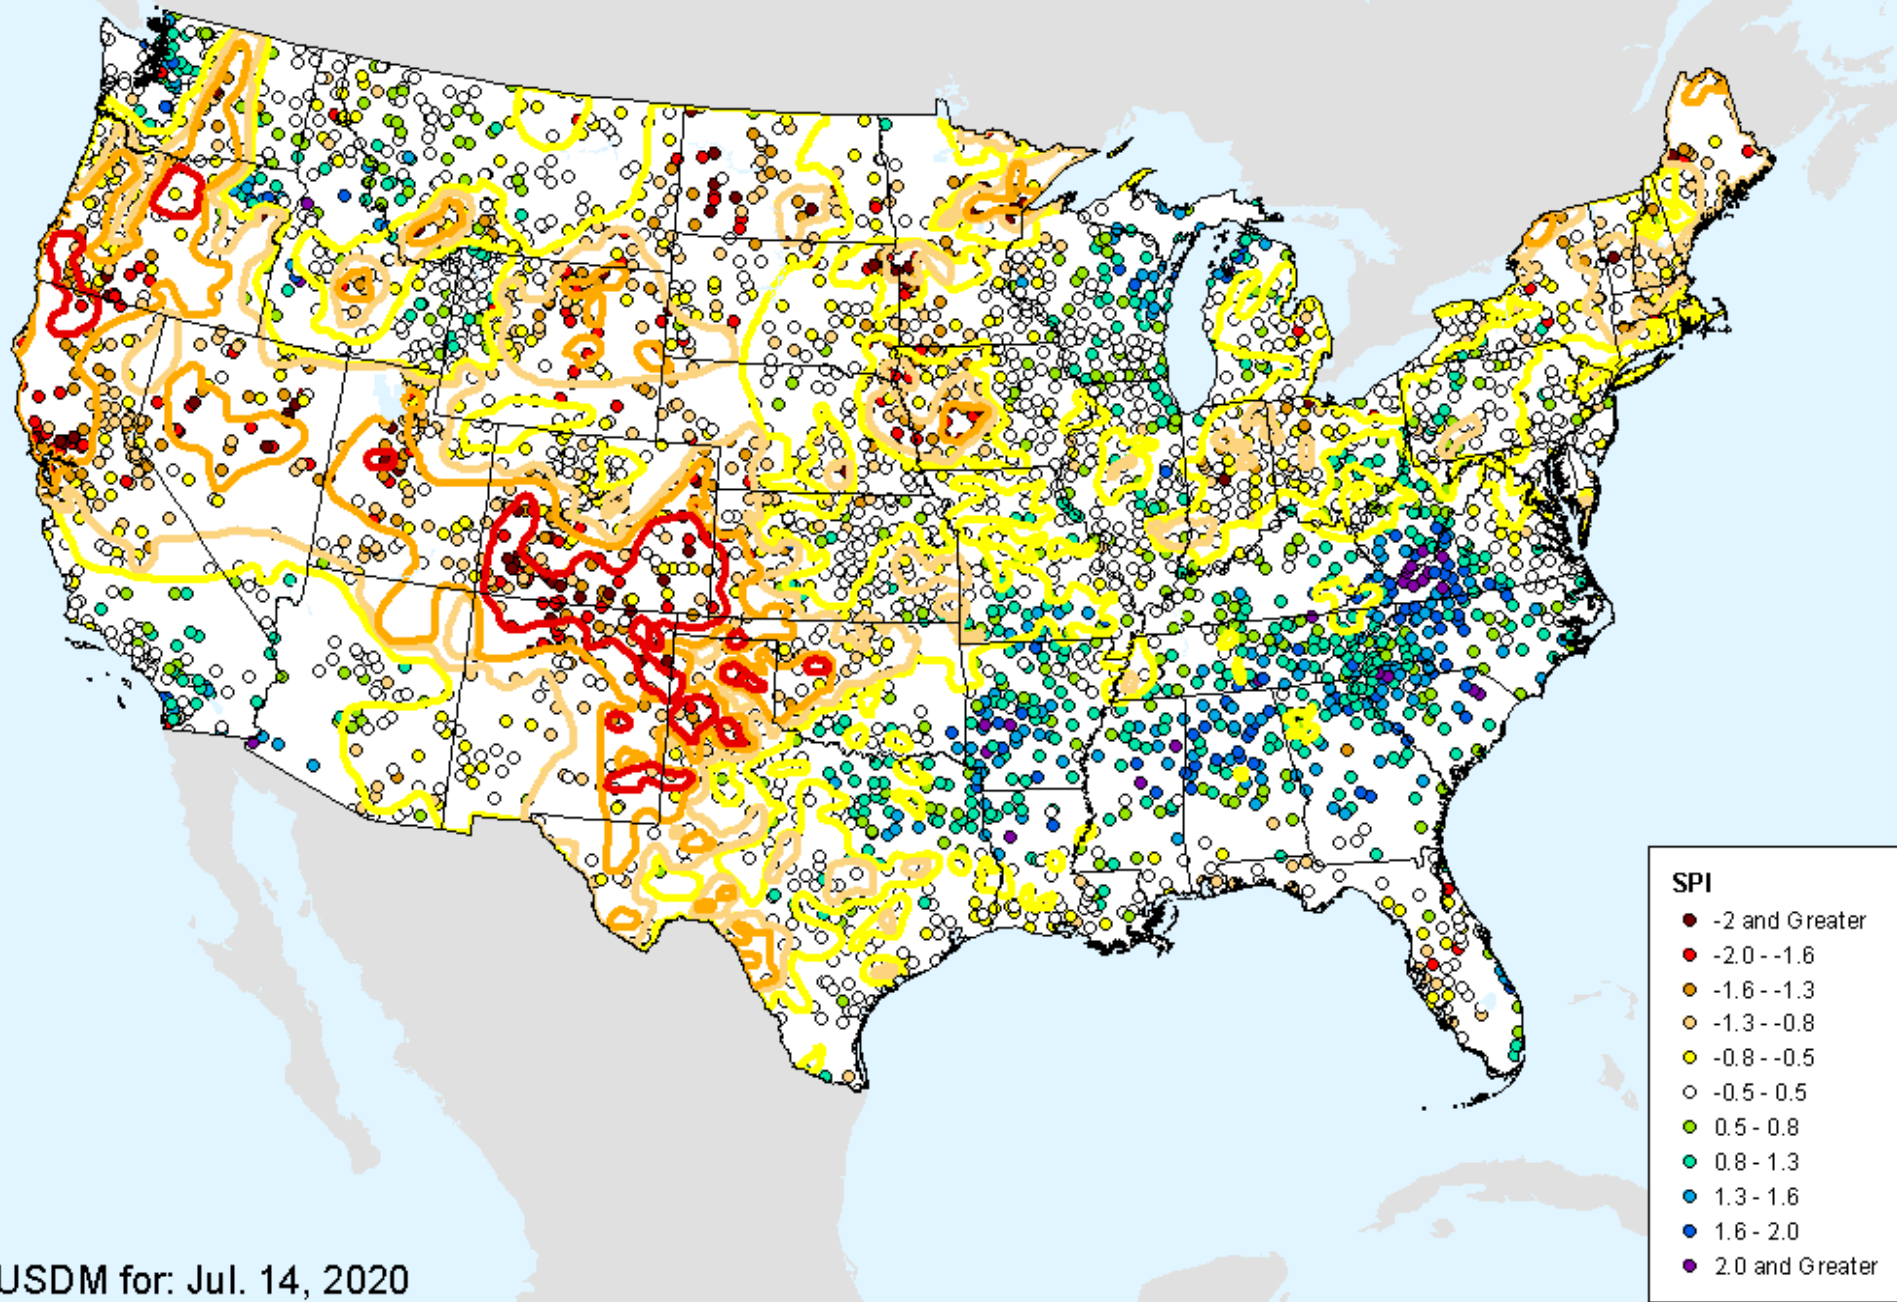 SPI
-2 and Greater
-2.0 - -1.6
-1.6 - -1.3
-1.3 - -0.8
-0.8 - -0.5
-0.5 - 0.5
0.5 - 0.8
0.8 - 1.3
1.3 - 1.6
1.6 - 2.0
2.0 and Greater
USDM for: Jul. 14, 2020